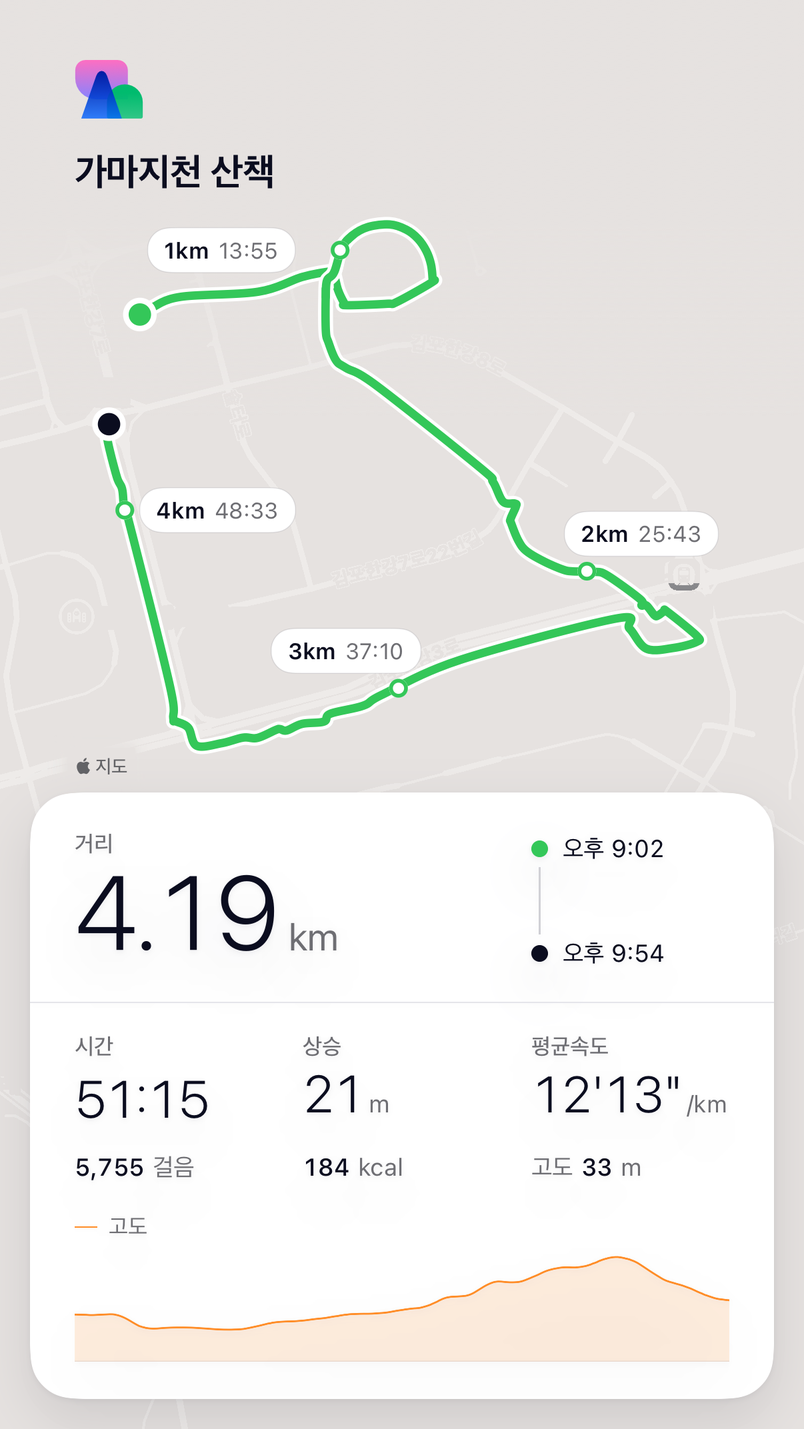 가마지천 산책
1km 13:55
4km 48:33
2km 25:43
3km 37:10
지도
거리
4.19 km
오후 9:02
오후 9:54
시간
51:15
5,755 걸음
상승
21 m
184 kcal
평균속도
12'13" /km
고도 33 m
고도